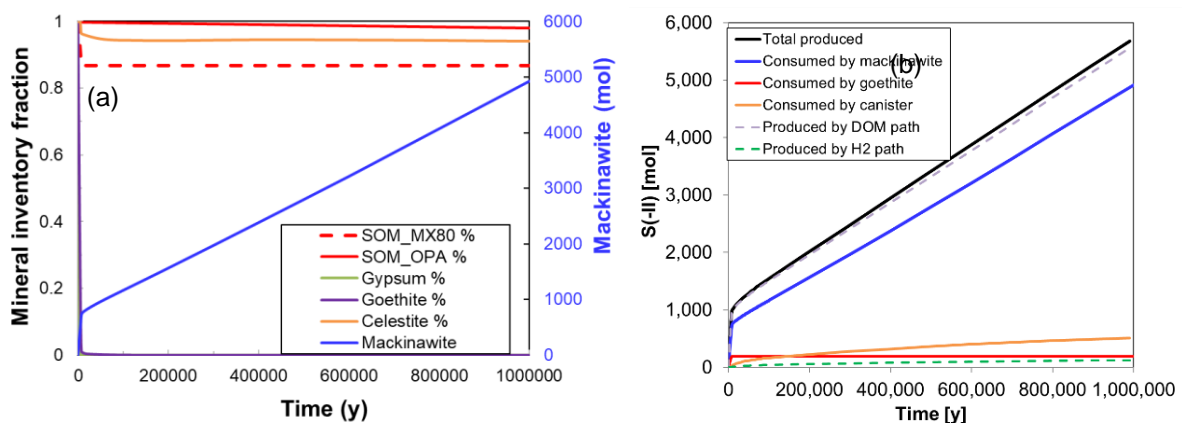 (a)
Mineral inventory fraction
1
0.8
0.6
0.4
0.2
0
Mackinawite (mol)
6000
5000
4000
3000
2000
1000
0
SOM_MX80 %
SOM_OPA %
Gypsum %
Goethite %
Celestite %
Mackinawite
0 200000 400000 600000 800000 1000000
Time (y)
(b)
S(-II) [mol]
6,000
5,000
4,000
3,000
2,000
1,000
0
Total produced
Consumed by mackinawite
Consumed by goethite
Consumed by canister
Produced by DOM path
Produced by H2 path
0 200,000 400,000 600,000 800,000 1,000,000
Time [y]